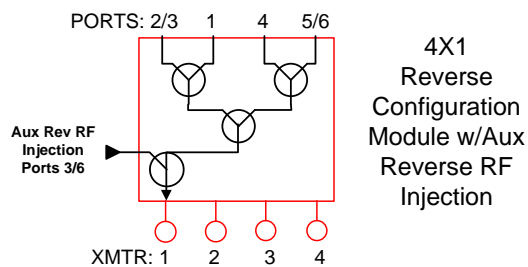 PORTS: 2/3 1 4 5/6
Aux Rev RF
Injection
Ports 3/6
XMTR: 1 2 3 4
4X1
Reverse
Configuration
Module w/Aux
Reverse RF
Injection